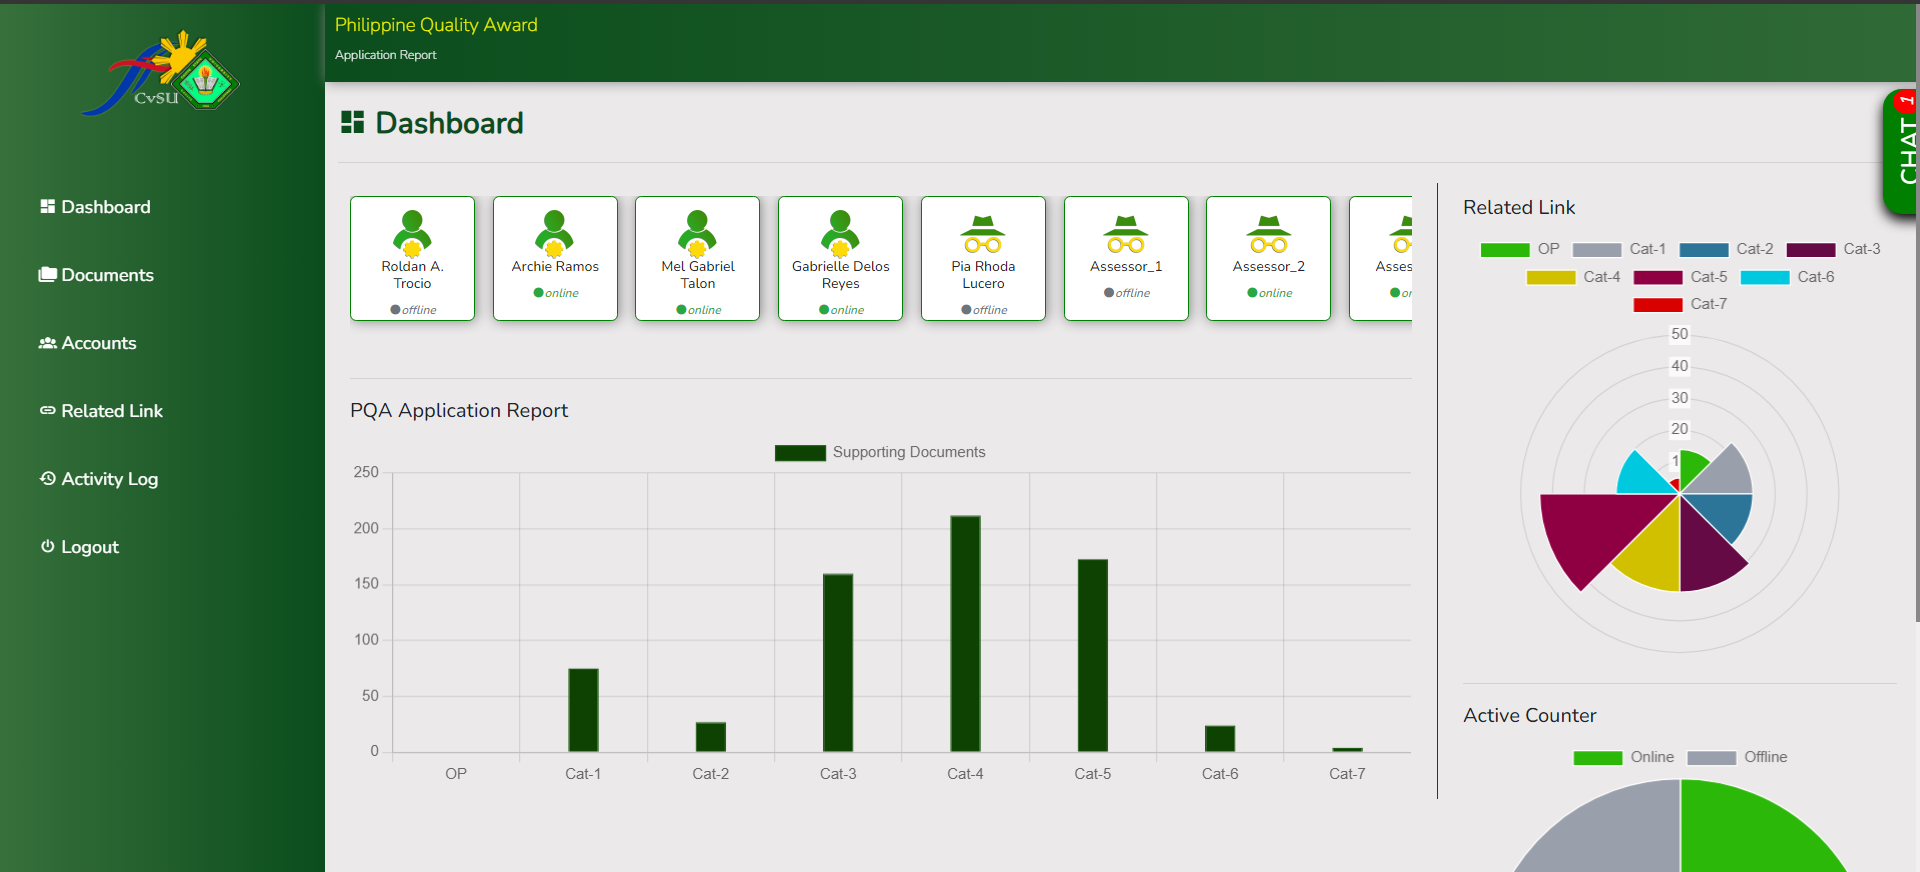 Philippine Quality Award
Application Report
CvSU
Dashboard
Documents
Accounts
Related Link
Activity Log
Logout
Dashboard
CHAT 1
Roldan A.
Trocio
offline
Archie Ramos
online
Mel Gabriel
Talon
online
Gabrielle Delos
Reyes
online
Pia Rhoda
Lucero
offline
Assessor_1
offline
Assessor_2
online
PQA Application Report
Supporting Documents
250
200
150
100
50
0
OP Cat-1 Cat-2 Cat-3 Cat-4 Cat-5 Cat-6 Cat-7
Related Link
OP Cat-1 Cat-2 Cat-3
Cat-4 Cat-5 Cat-6
Cat-7
50
40
30
20
1
Active Counter
Online Offline